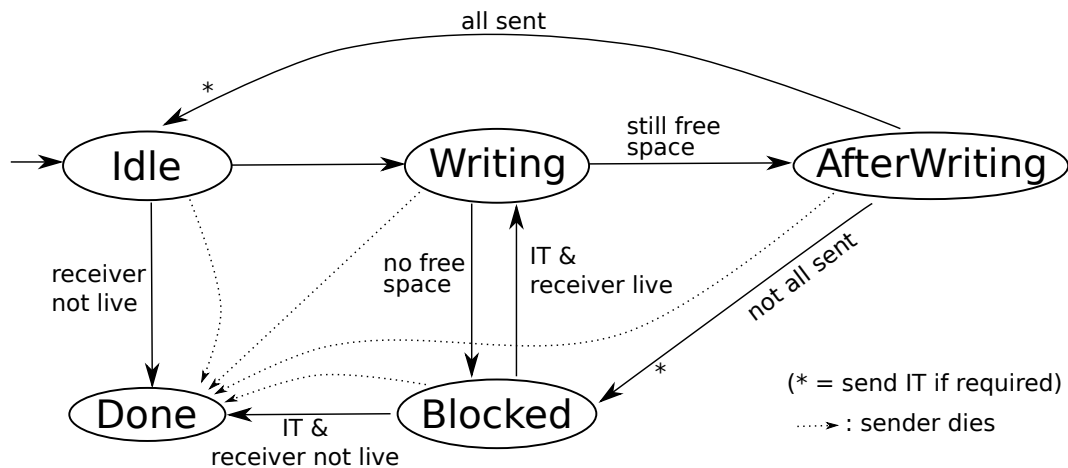 all sent
*
still free
space
Idle
Writing
AfterWriting
receiver
not live
no free
space
IT &
receiver live
not all sent
*
(* = send IT if required)
Done
Blocked
: sender dies
IT &
receiver not live